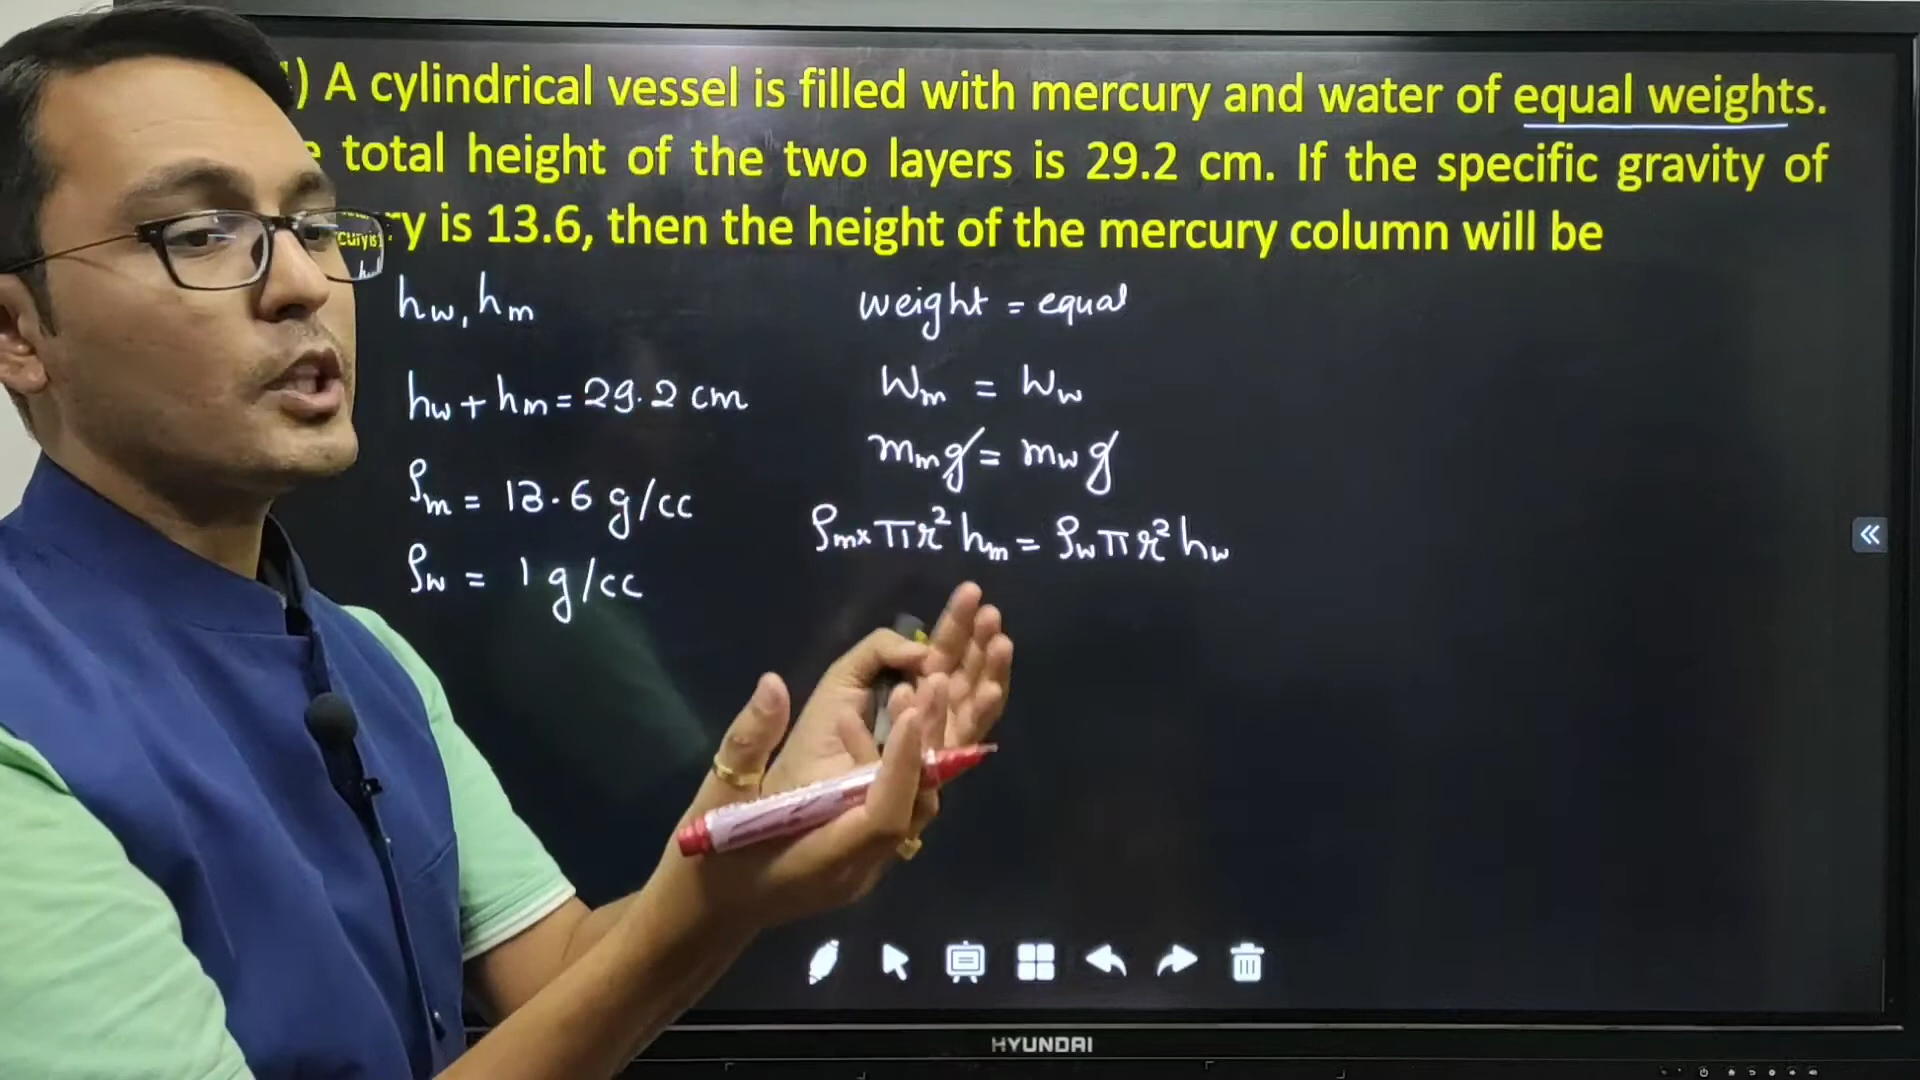 ) A cylindrical vessel is filled with mercury and water of equal weights.
e total height of the two layers is 29.2 cm. If the specific gravity of
ry is 13.6, then the height of the mercury column will be
hw, hm
hw + hm = 29.2 cm
ρm = 13.6 g/cc
ρw = 1 g/cc
weight = equal
Wm = Ww
mmg = mwg
ρm × πr² hm = ρw πr² hw
HYUNDAI